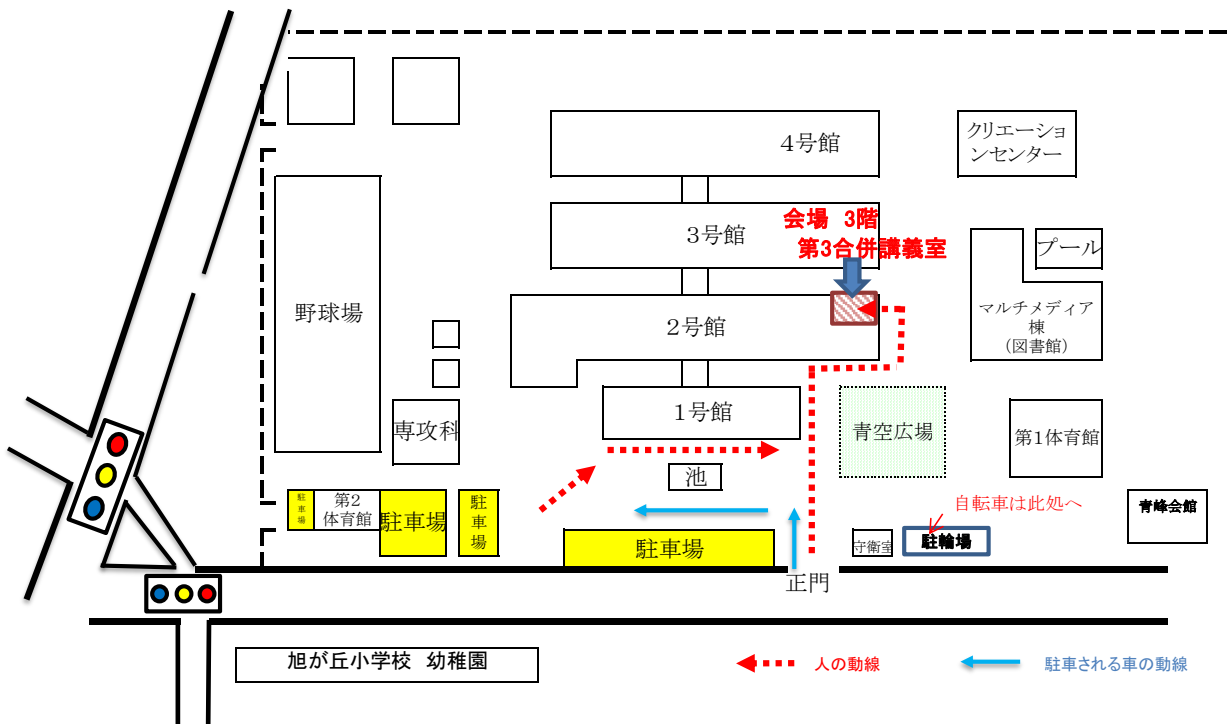 ４号館
クリエーショ
ンセンター
会場 3階
第3合併講義室
３号館
プール
野球場
２号館
マルチメディア
棟
（図書館）
１号館
専攻科
青空広場
第１体育館
池
駐
車
場
第２
体育館
駐車場
駐
車
場
自転車は此処へ
青峰会館
駐車場
守衛室
駐輪場
正門
旭が丘小学校 幼稚園
人の動線
駐車される車の動線